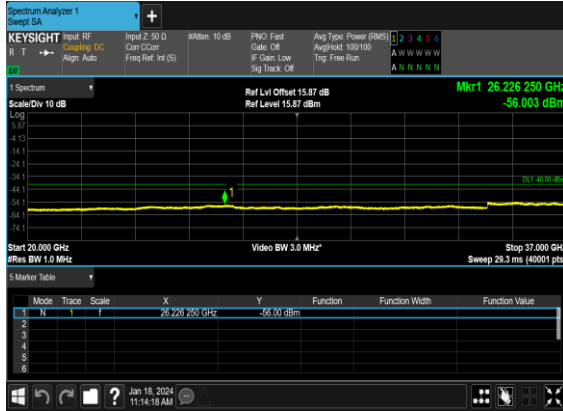 Spectrum Analyzer 1
Swept SA
+
KEYSIGHT Input: RF Input Z: 50 Ω #Atten: 10 dB PNO: Fast Avg Type: Power (RMS) 1 2 3 4 5 6
R T Coupling: DC Corr CCorr Gate: Off Avg|Hold: 100/100 A W W W W W
Align: Auto Freq Ref: Int (S) IF Gain: Low Trig: Free Run
Sig Track: Off A N N N N N
1 Spectrum Ref Lvl Offset 15.87 dB Mkr1 26.226 250 GHz
Scale/Div 10 dB Ref Level 15.87 dBm -56.003 dBm
Log
5.87
-4.13
-14.1
-24.1
-34.1 DL1 -40.00 dBm
-44.1
1
-54.1
-64.1
-74.1
Start 20.000 GHz Video BW 3.0 MHz* Stop 37.000 GHz
#Res BW 1.0 MHz Sweep 29.3 ms (40001 pts)
5 Marker Table
Mode Trace Scale X Y Function Function Width Function Value
1 N 1 f 26.226 250 GHz -56.00 dBm
2
3
4
5
6
? Jan 18, 2024
11:14:18 AM